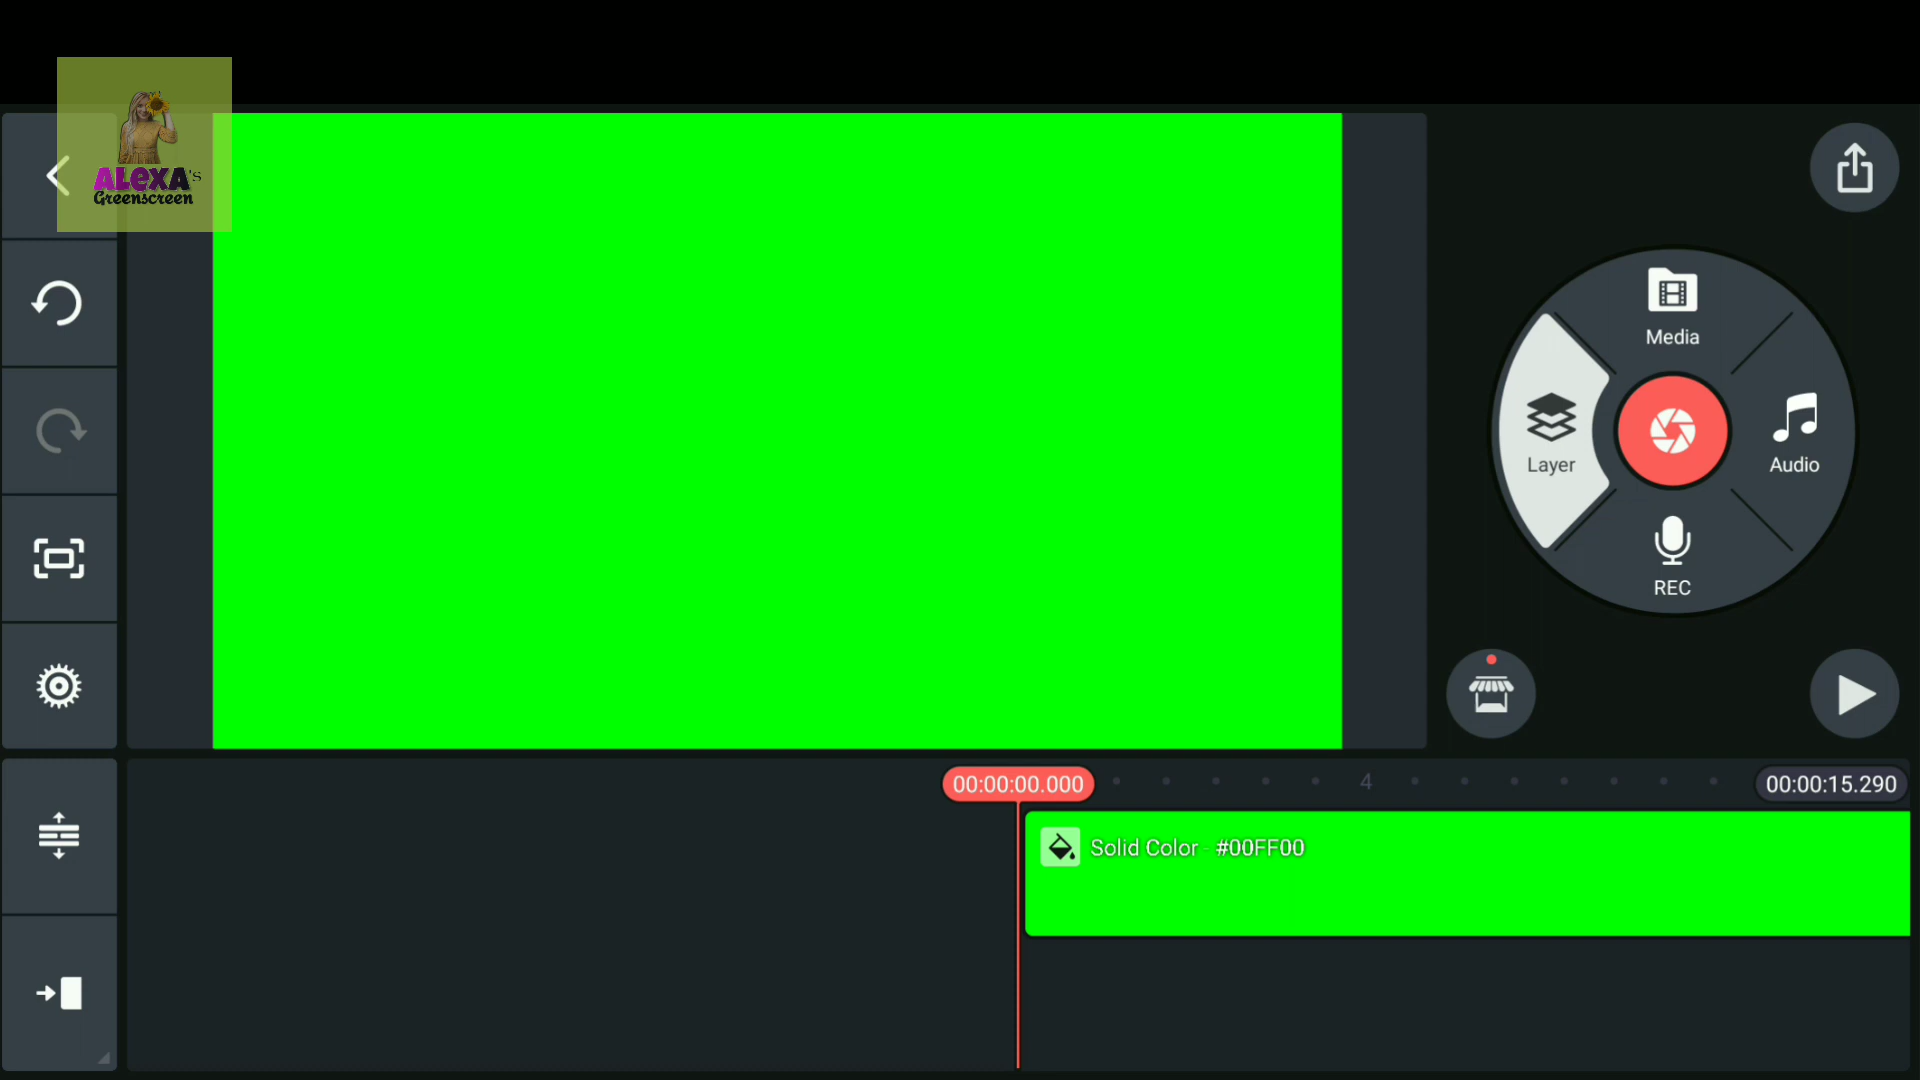 ALEXA's
Greenscreen
Media
Layer
Audio
REC
00:00:00.000
4
00:00:15.290
Solid Color - #00FF00